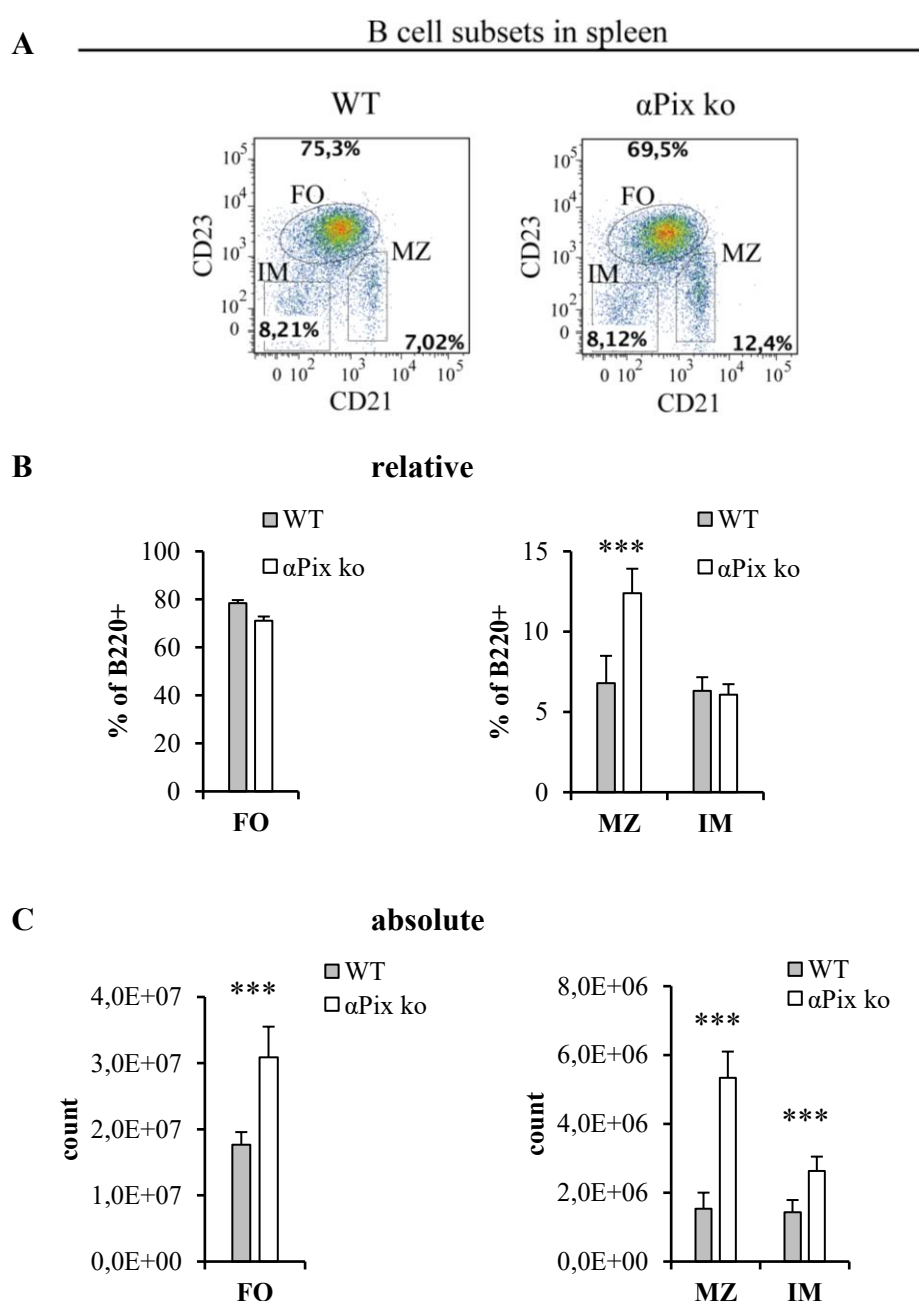 A
B cell subsets in spleen
WT
αPix ko
75,3%
69,5%
10⁵
10⁴
10³
10²
0
CD23
FO
MZ
IM
8,21%
7,02%
0 10² 10³ 10⁴ 10⁵
CD21
10⁵
10⁴
10³
10²
0
CD23
FO
MZ
IM
8,12%
12,4%
0 10² 10³ 10⁴ 10⁵
CD21
B
relative
WT
αPix ko
100
80
60
40
20
0
% of B220+
FO
WT
αPix ko
***
15
10
5
0
% of B220+
MZ IM
C
absolute
WT
αPix ko
***
4,0E+07
3,0E+07
2,0E+07
1,0E+07
0,0E+00
count
FO
WT
αPix ko
8,0E+06
6,0E+06
4,0E+06
2,0E+06
0,0E+00
count
***
***
MZ IM